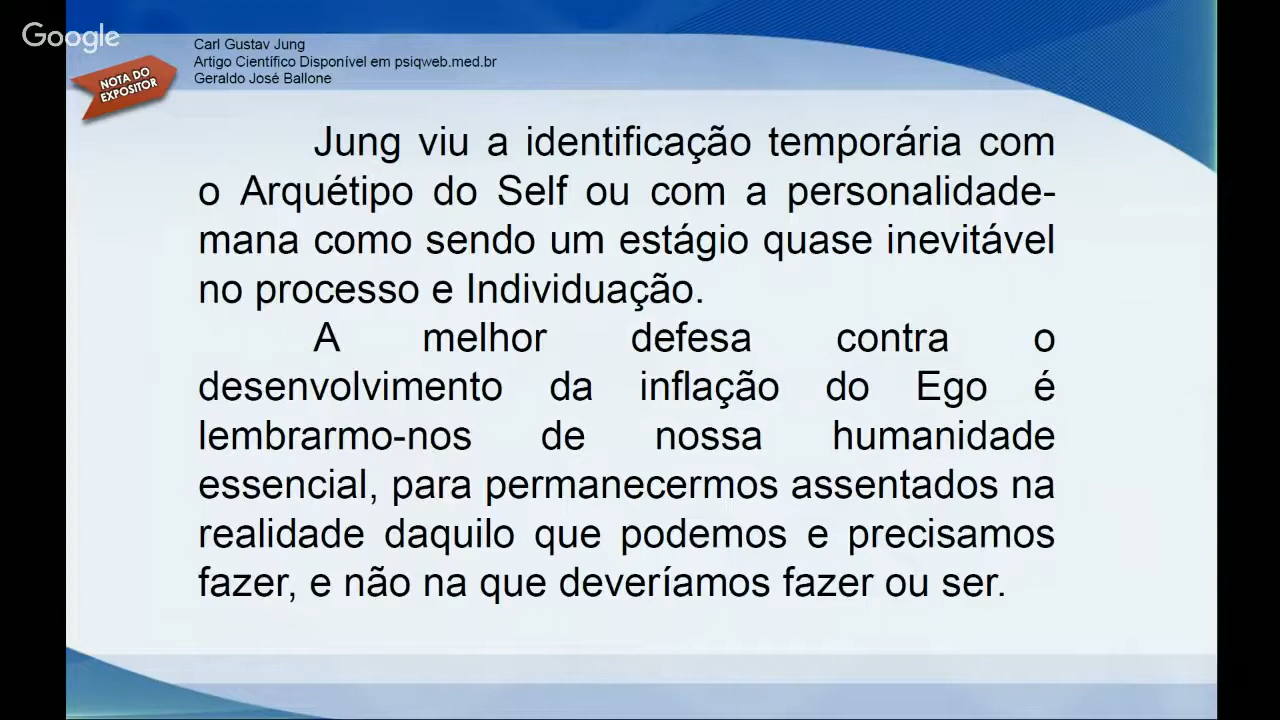 Google
Carl Gustav Jung
Artigo Científico Disponível em psiqweb.med.br
Geraldo José Ballone
NOTA DO
EXPOSITOR
Jung viu a identificação temporária com
o Arquétipo do Self ou com a personalidade-
mana como sendo um estágio quase inevitável
no processo e Individuação.
A melhor defesa contra o
desenvolvimento da inflação do Ego é
lembrarmo-nos de nossa humanidade
essencial, para permanecermos assentados na
realidade daquilo que podemos e precisamos
fazer, e não na que deveríamos fazer ou ser.